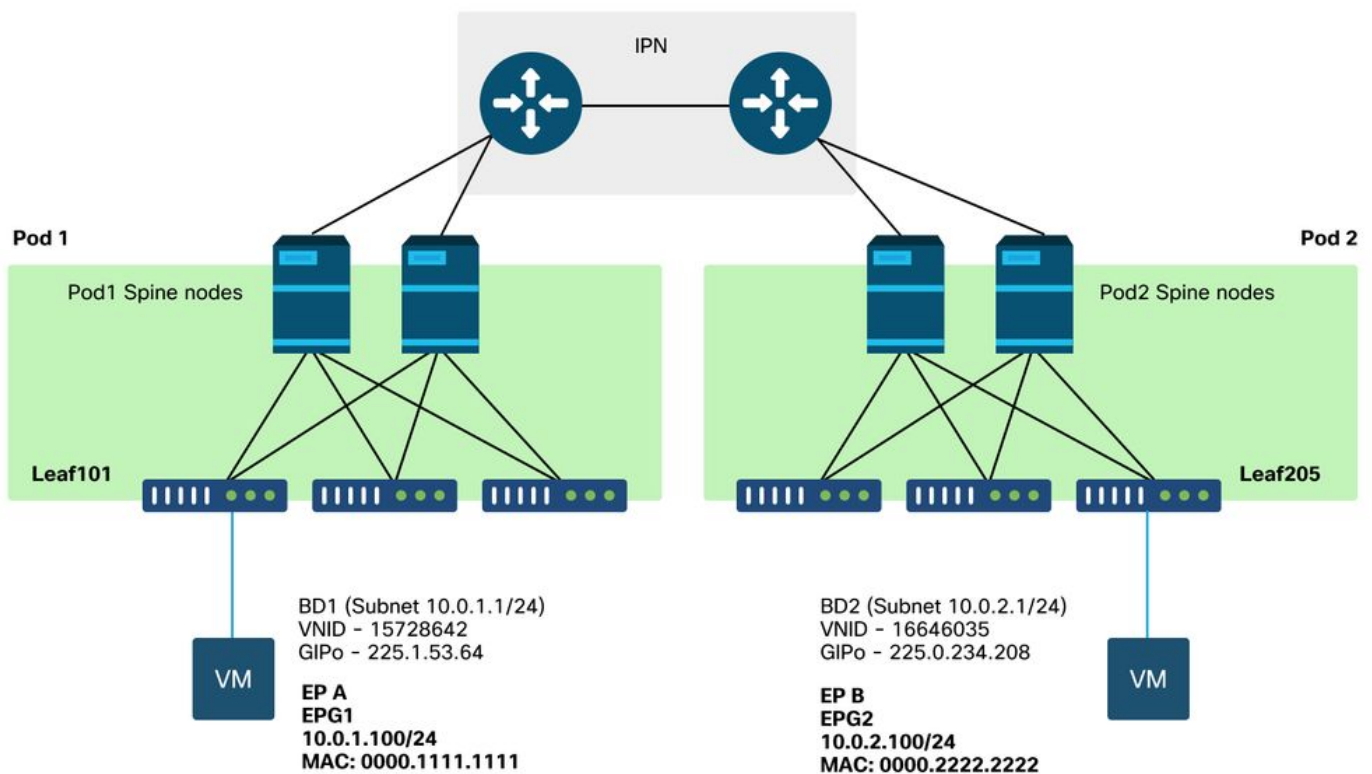 IPN
Pod 1
Pod 2
Pod1 Spine nodes
Pod2 Spine nodes
Leaf101
Leaf205
VM
BD1 (Subnet 10.0.1.1/24)
VNID - 15728642
GIPo - 225.1.53.64
EP A
EPG1
10.0.1.100/24
MAC: 0000.1111.1111
BD2 (Subnet 10.0.2.1/24)
VNID - 16646035
GIPo - 225.0.234.208
EP B
EPG2
10.0.2.100/24
MAC: 0000.2222.2222
VM